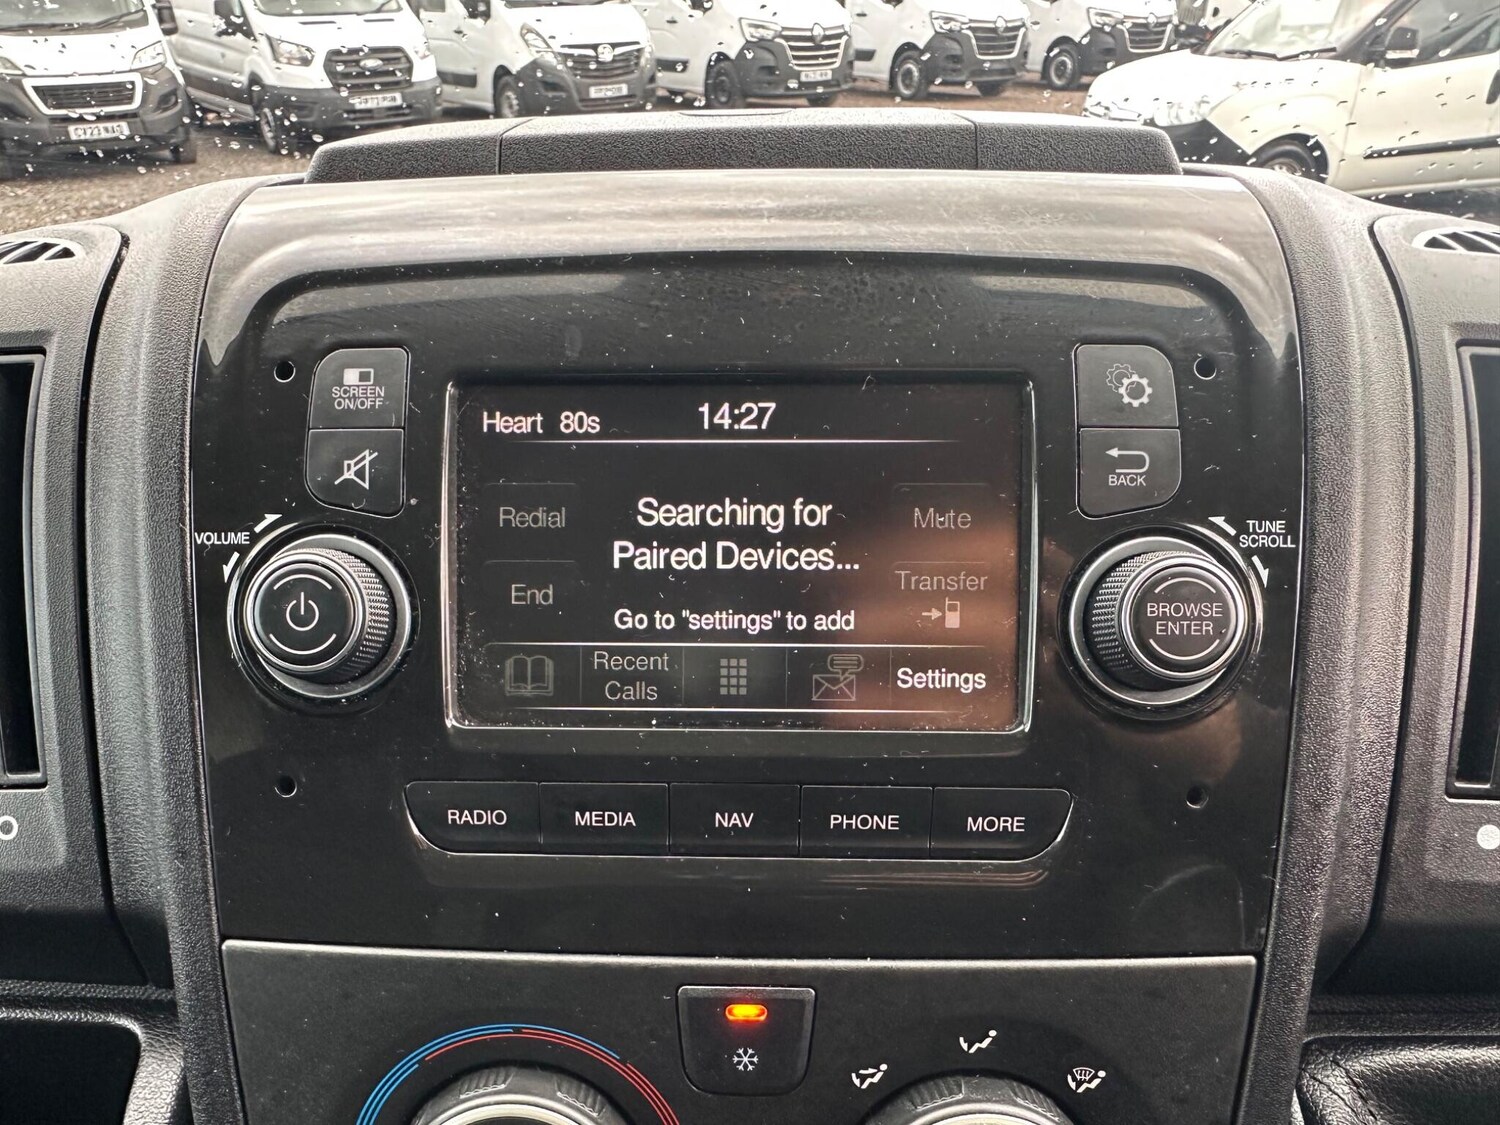 SCREEN
ON/OFF
VOLUME
Heart 80s
14:27
Redial
Searching for
Paired Devices...
Mute
End
Transfer
Go to "settings" to add
Recent
Calls
Settings
BACK
TUNE
SCROLL
BROWSE
ENTER
RADIO
MEDIA
NAV
PHONE
MORE